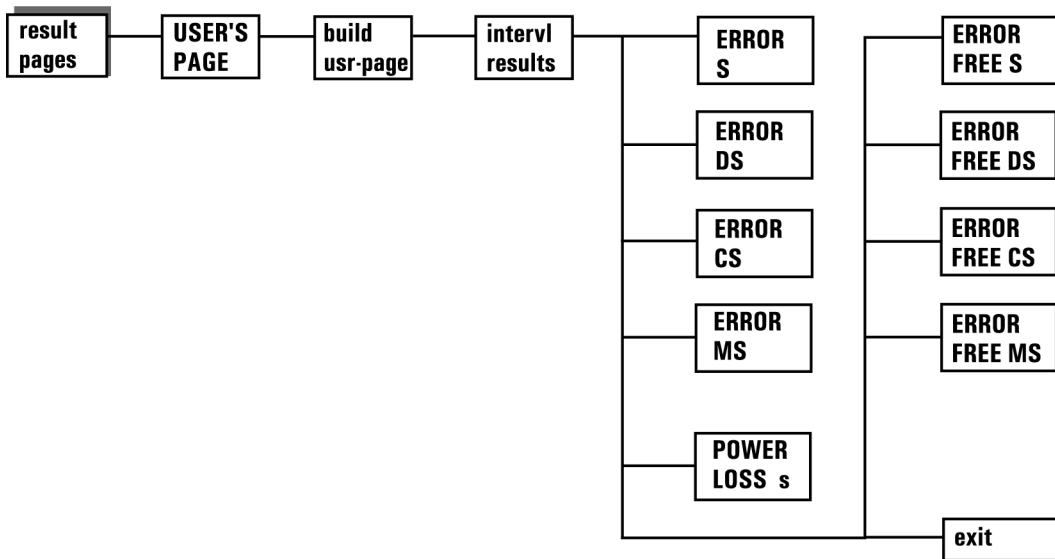 result
pages
USER'S
PAGE
build
usr-page
intervl
results
ERROR
S
ERROR
DS
ERROR
CS
ERROR
MS
POWER
LOSS s
ERROR
FREE S
ERROR
FREE DS
ERROR
FREE CS
ERROR
FREE MS
exit